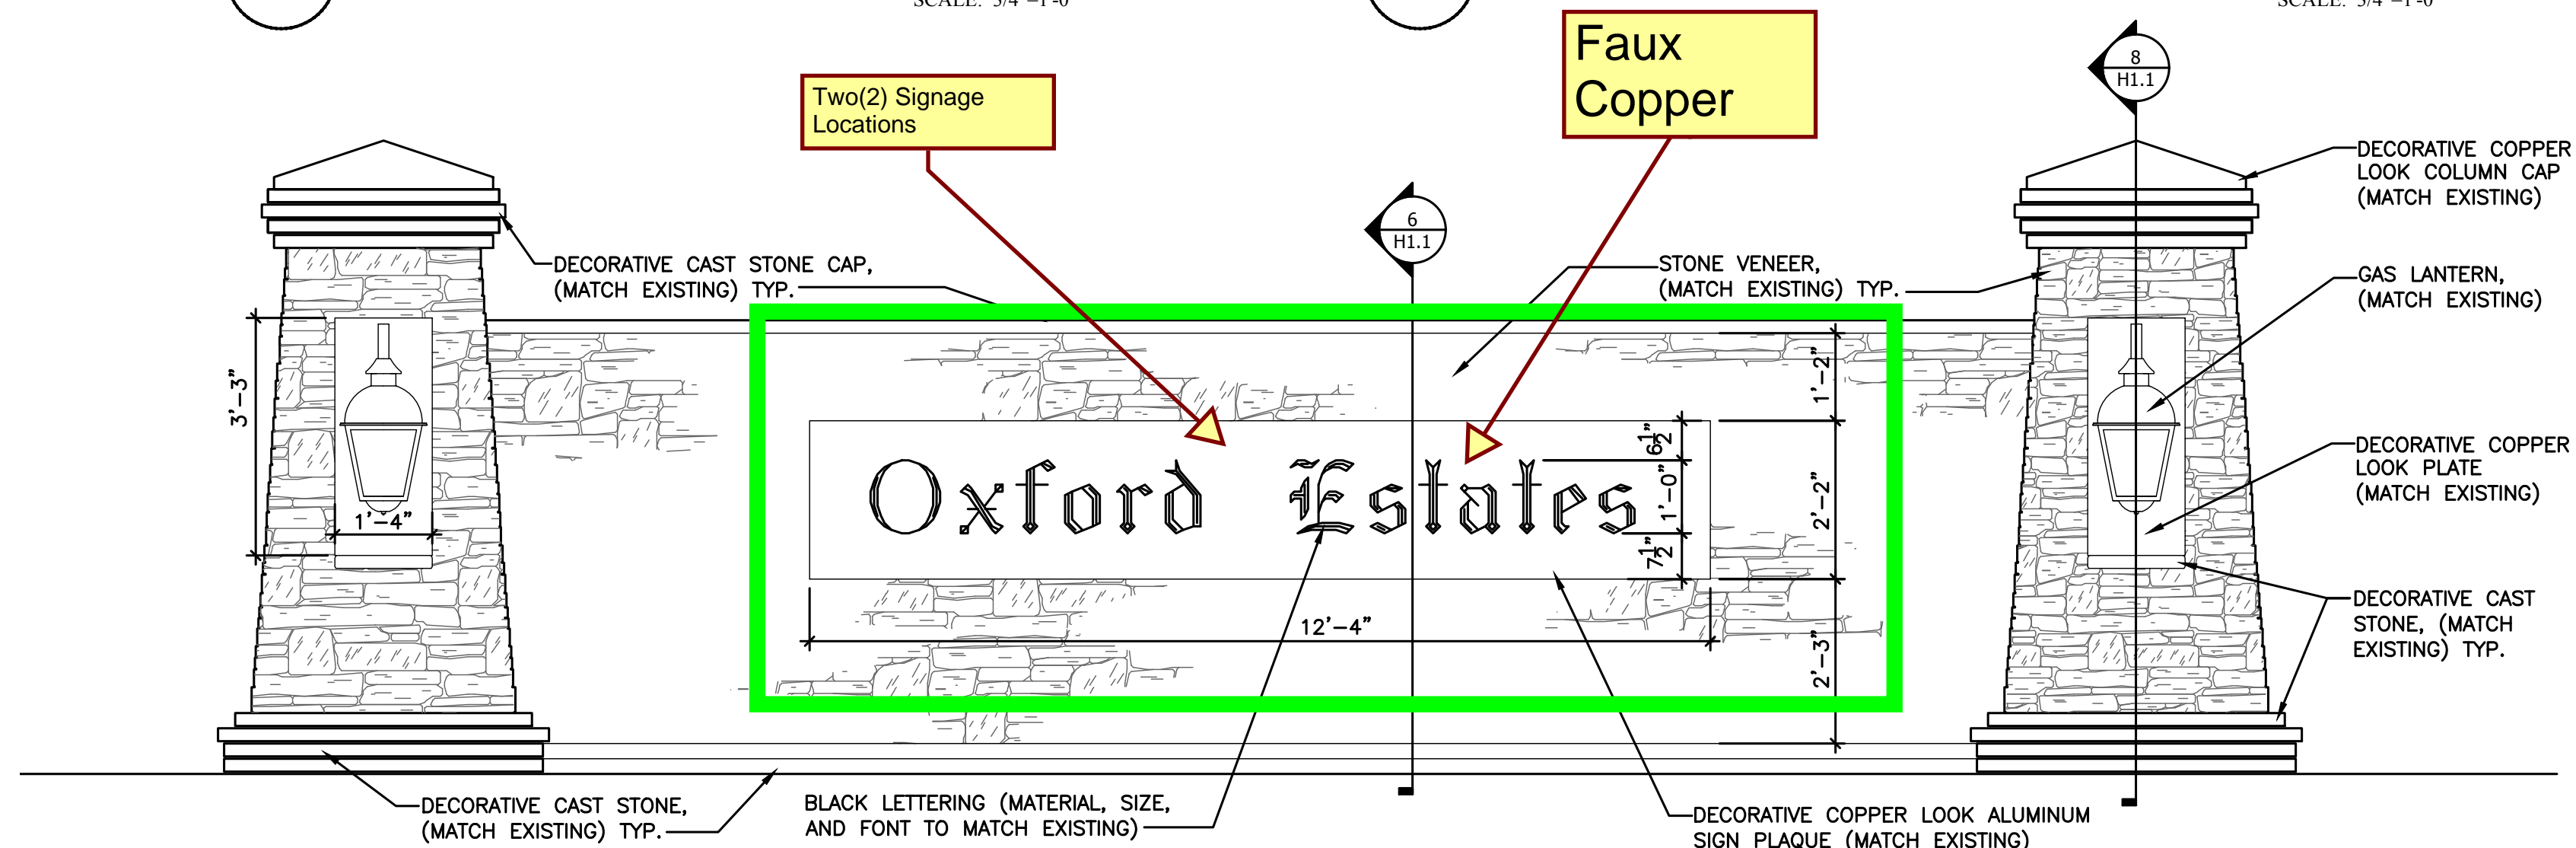 SCALE: 3/4"=1'-0"
SCALE: 3/4"=1'-0"
Faux
Copper
Two(2) Signage
Locations
8
H1.1
6
H1.1
DECORATIVE COPPER
LOOK COLUMN CAP
(MATCH EXISTING)
DECORATIVE CAST STONE CAP,
(MATCH EXISTING) TYP.
STONE VENEER,
(MATCH EXISTING) TYP.
GAS LANTERN,
(MATCH EXISTING)
3'-3"
1'-4"
1'-2"
6 1/2"
1'-0"
7 1/2"
2'-2"
2'-3"
Oxford Estates
12'-4"
DECORATIVE COPPER
LOOK PLATE
(MATCH EXISTING)
DECORATIVE CAST
STONE, (MATCH
EXISTING) TYP.
DECORATIVE CAST STONE,
(MATCH EXISTING) TYP.
BLACK LETTERING (MATERIAL, SIZE,
AND FONT TO MATCH EXISTING)
DECORATIVE COPPER LOOK ALUMINUM
SIGN PLAQUE (MATCH EXISTING)